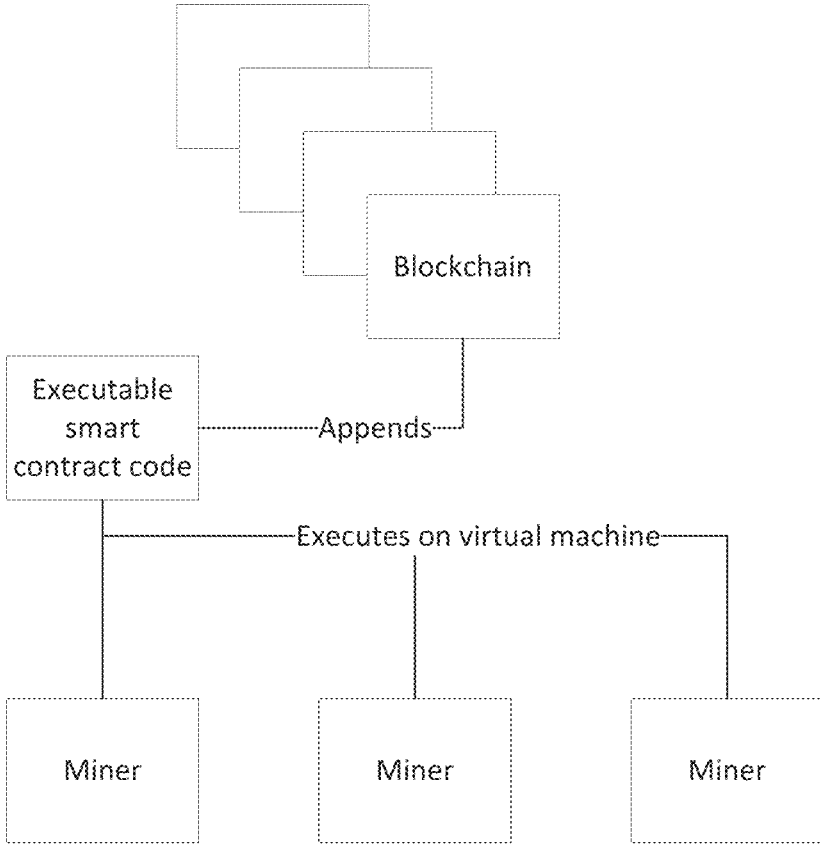 Blockchain
Executable
smart
contract code
Appends
Executes on virtual machine
Miner
Miner
Miner